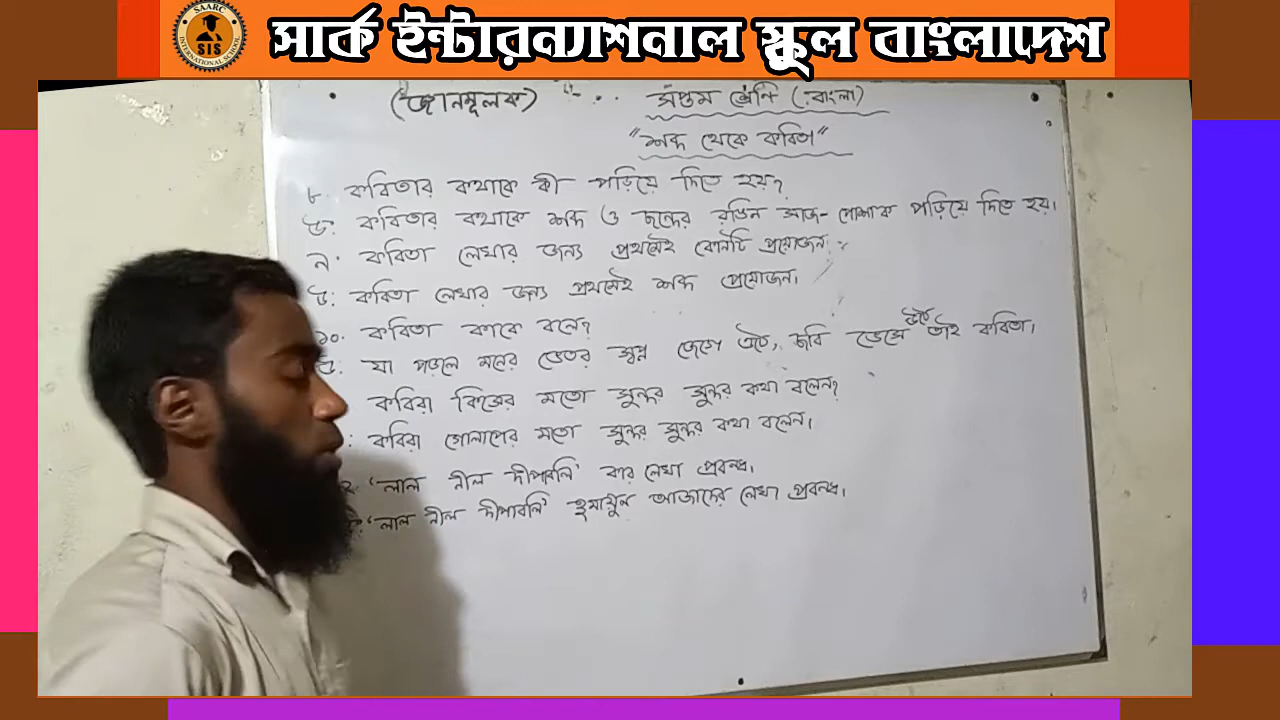 SAARC
SIS
INTERNATIONAL SCHOOL
সার্ক ইন্টারন্যাশনাল স্কুল বাংলাদেশ
(জ্ঞানমূলক) সপ্তম শ্রেণি (বাংলা)
"শব্দ থেকে কবিতা"
৮. কবিতার কথাকে কী পড়িয়ে দিতে হয়?
উ: কবিতার কথাকে শব্দ ও ছন্দের রঙিন সাজ-পোশাক পড়িয়ে দিতে হয়।
৯. কবিতা লেখার জন্য প্রথমেই কোনটি প্রয়োজন?
উ: কবিতা লেখার জন্য প্রথমেই শব্দ প্রয়োজন।
১০. কবিতা কাকে বলে?
উ: যা পড়লে মনের ভেতর স্বপ্ন জেগে ওঠে, ছবি ভেসে ওঠে তাই কবিতা।
কবিরা কিসের মতো সুন্দর সুন্দর কথা বলেন?
: কবিরা গোলাপের মতো সুন্দর সুন্দর কথা বলেন।
২. 'লাল নীল দীপাবলি' কার লেখা প্রবন্ধ।
'লাল নীল দীপাবলি' হুমায়ুন আজাদের লেখা প্রবন্ধ।